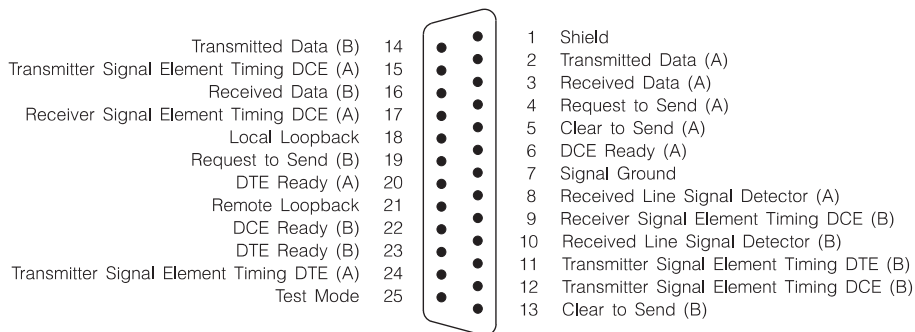 Transmitted Data (B) 14
Transmitter Signal Element Timing DCE (A) 15
Received Data (B) 16
Receiver Signal Element Timing DCE (A) 17
Local Loopback 18
Request to Send (B) 19
DTE Ready (A) 20
Remote Loopback 21
DCE Ready (B) 22
DTE Ready (B) 23
Transmitter Signal Element Timing DTE (A) 24
Test Mode 25
1 Shield
2 Transmitted Data (A)
3 Received Data (A)
4 Request to Send (A)
5 Clear to Send (A)
6 DCE Ready (A)
7 Signal Ground
8 Received Line Signal Detector (A)
9 Receiver Signal Element Timing DCE (B)
10 Received Line Signal Detector (B)
11 Transmitter Signal Element Timing DTE (B)
12 Transmitter Signal Element Timing DCE (B)
13 Clear to Send (B)